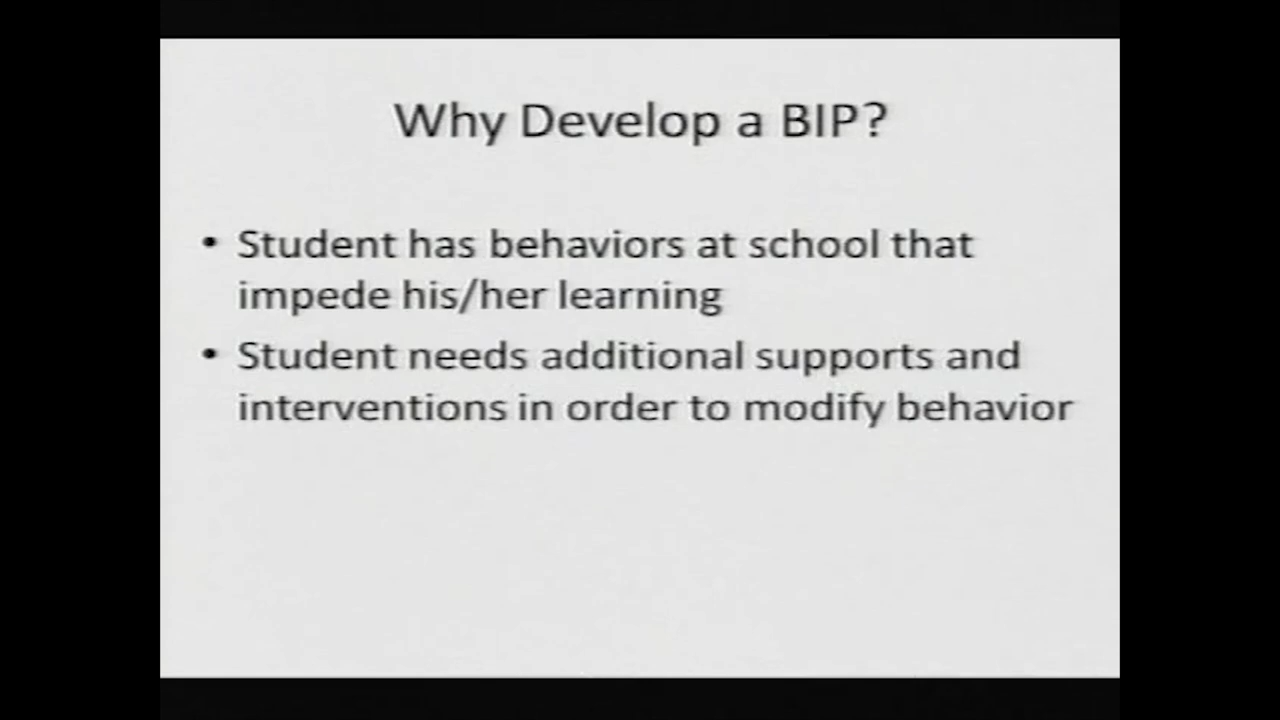 Why Develop a BIP?
• Student has behaviors at school that
impede his/her learning
• Student needs additional supports and
interventions in order to modify behavior